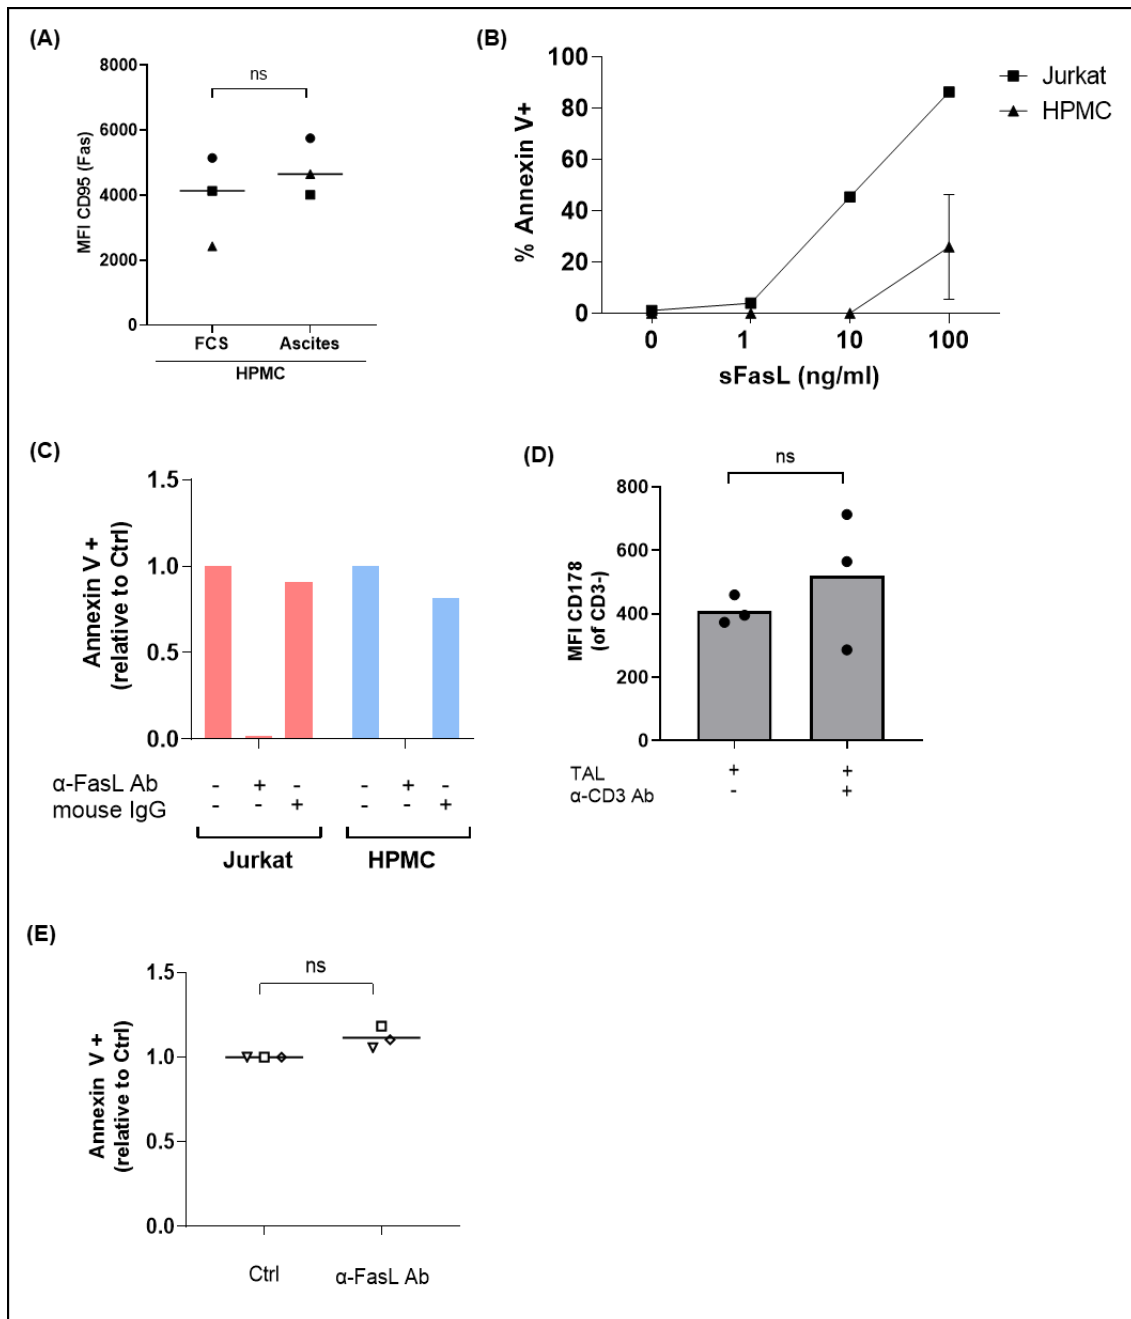 (A)
8000
6000
4000
2000
0
MFI CD95 (Fas)
ns
FCS Ascites
HPMC
(B)
100
80
60
40
20
0
% Annexin V+
0 1 10 100
sFasL (ng/ml)
Jurkat
HPMC
(C)
1.5
1.0
0.5
0.0
Annexin V +
(relative to Ctrl)
α-FasL Ab - + - - + -
mouse IgG - - + - - +
Jurkat HPMC
(D)
ns
800
600
400
200
0
MFI CD178
(of CD3-)
TAL + +
α-CD3 Ab - +
(E)
ns
1.5
1.0
0.5
0.0
Annexin V +
(relative to Ctrl)
Ctrl α-FasL Ab